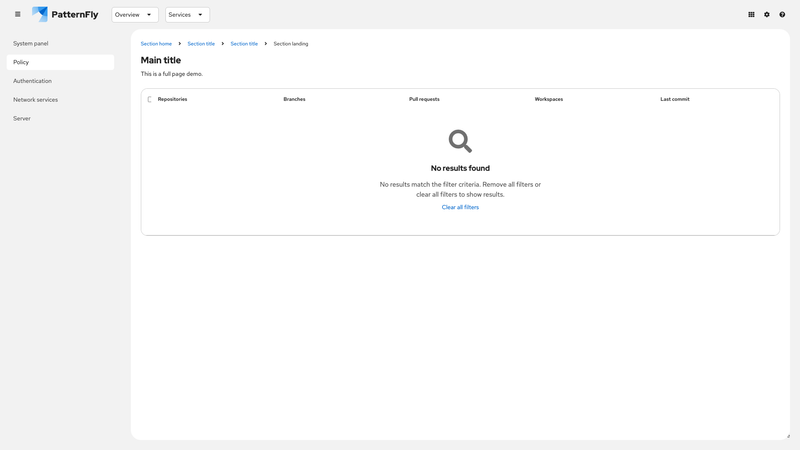 PatternFly
Overview
Services
System panel
Policy
Authentication
Network services
Server
Section home
Section title
Section title
Section landing
Main title
This is a full page demo.
Repositories
Branches
Pull requests
Workspaces
Last commit
No results found
No results match the filter criteria. Remove all filters or
clear all filters to show results.
Clear all filters